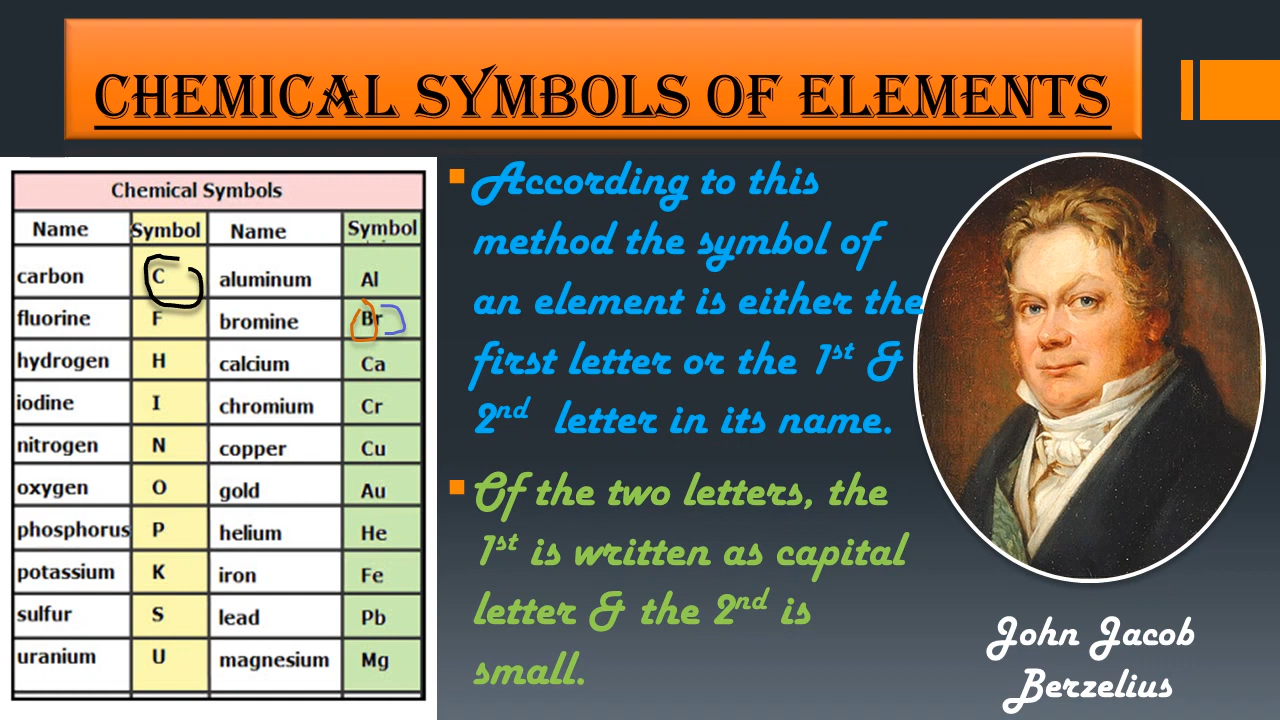 CHEMICAL SYMBOLS OF ELEMENTS
Chemical Symbols
Name Symbol Name Symbol
carbon C aluminum Al
fluorine F bromine Br
hydrogen H calcium Ca
iodine I chromium Cr
nitrogen N copper Cu
oxygen O gold Au
phosphorus P helium He
potassium K iron Fe
sulfur S lead Pb
uranium U magnesium Mg
According to this
method the symbol of
an element is either the
first letter or the 1st &
2nd letter in its name.
Of the two letters, the
1st is written as capital
letter & the 2nd is
small.
John Jacob
Berzelius